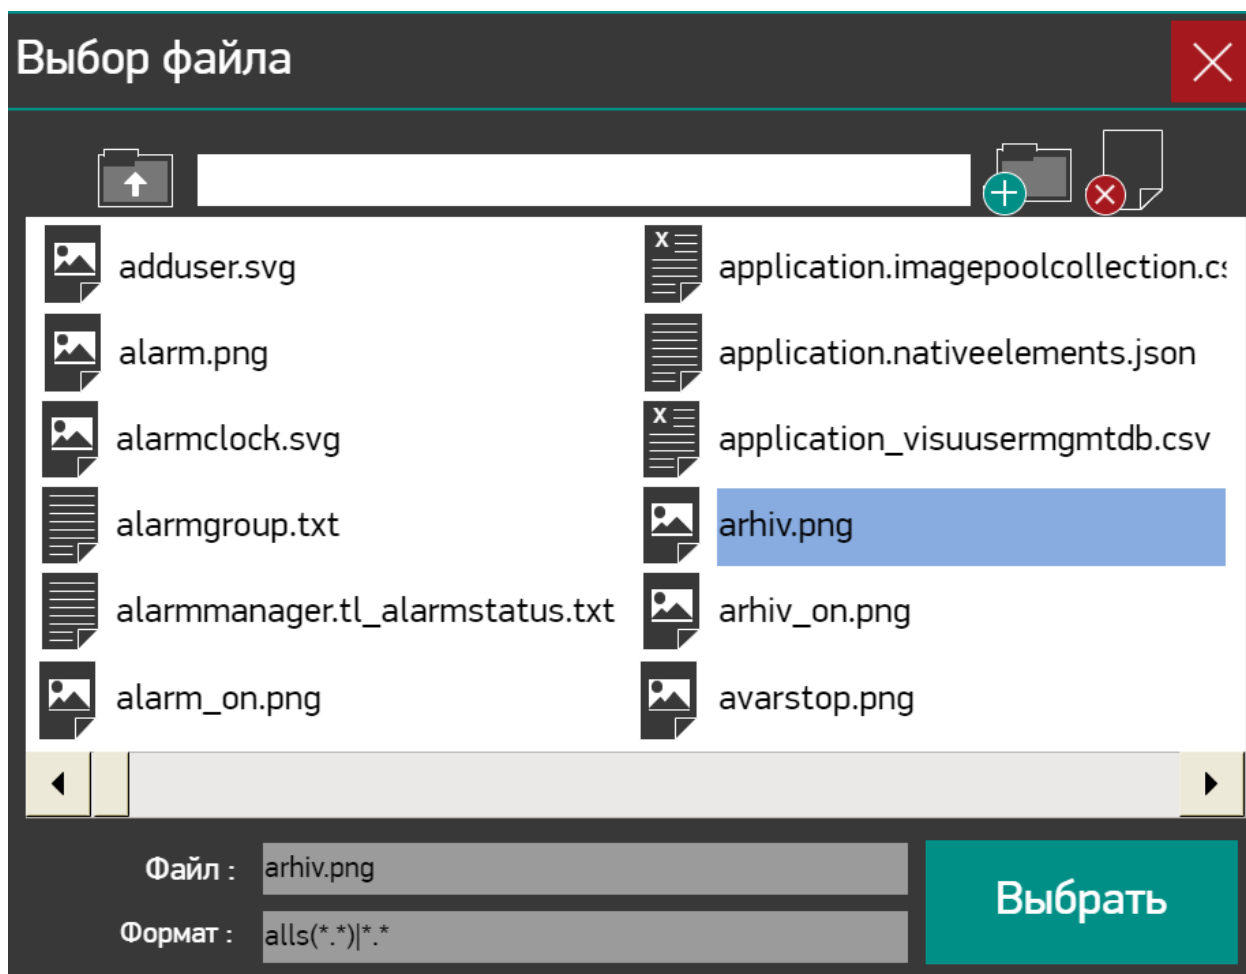 Выбор файла
adduser.svg
alarm.png
alarmclock.svg
alarmgroup.txt
alarmmanager.tl_alarmstatus.txt
alarm_on.png
application.imagepoolcollection.cs
application.nativeelements.json
application_visuusermgmtdb.csv
arhiv.png
arhiv_on.png
avarstop.png
Файл : arhiv.png
Формат : alls(*.*)|*.*
Выбрать